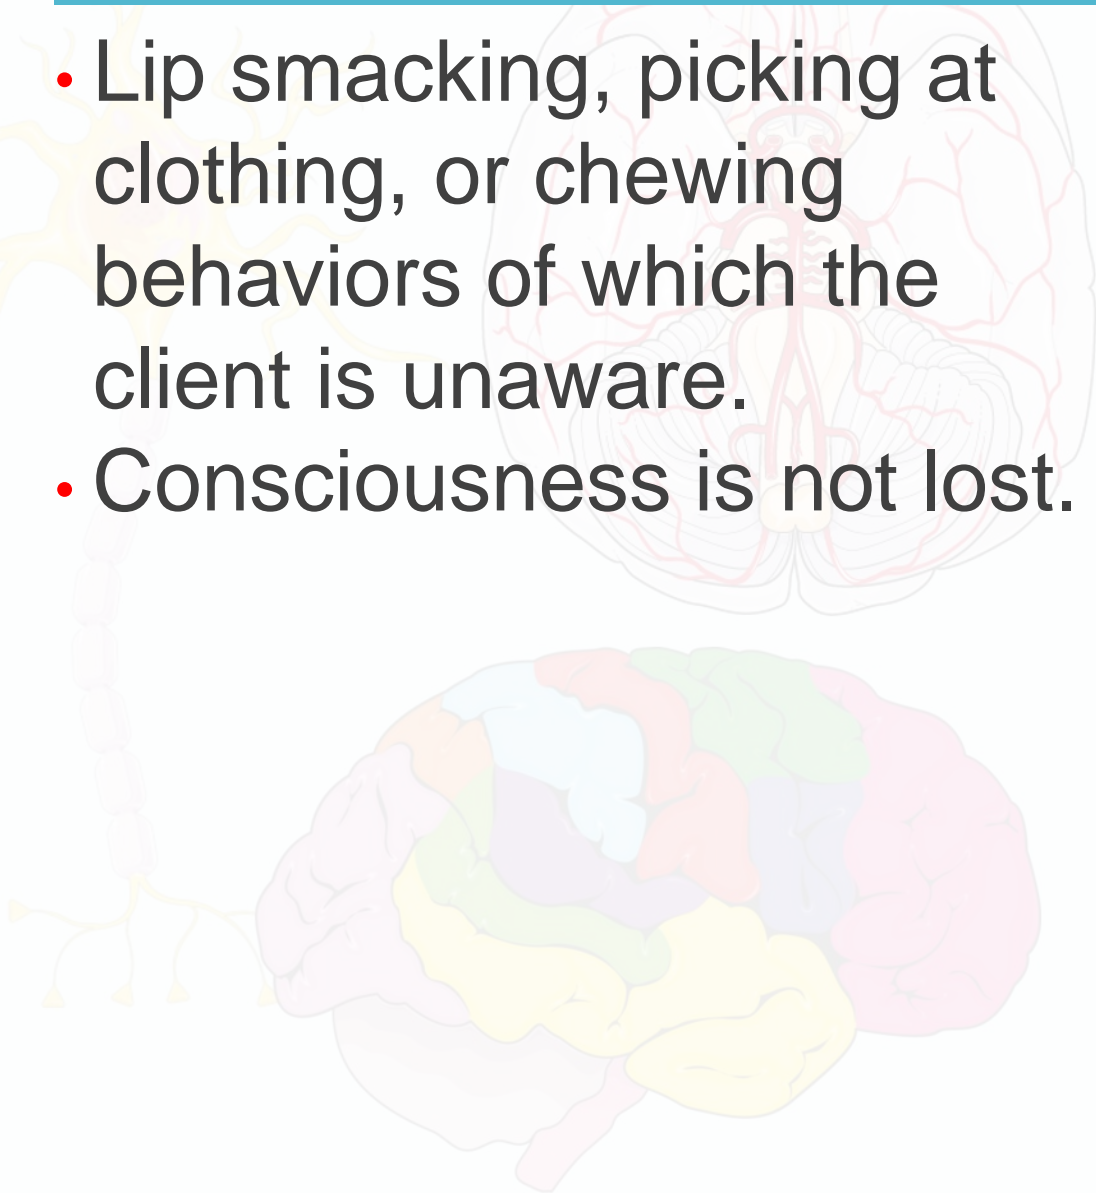 • Lip smacking, picking at
clothing, or chewing
behaviors of which the
client is unaware.
• Consciousness is not lost.